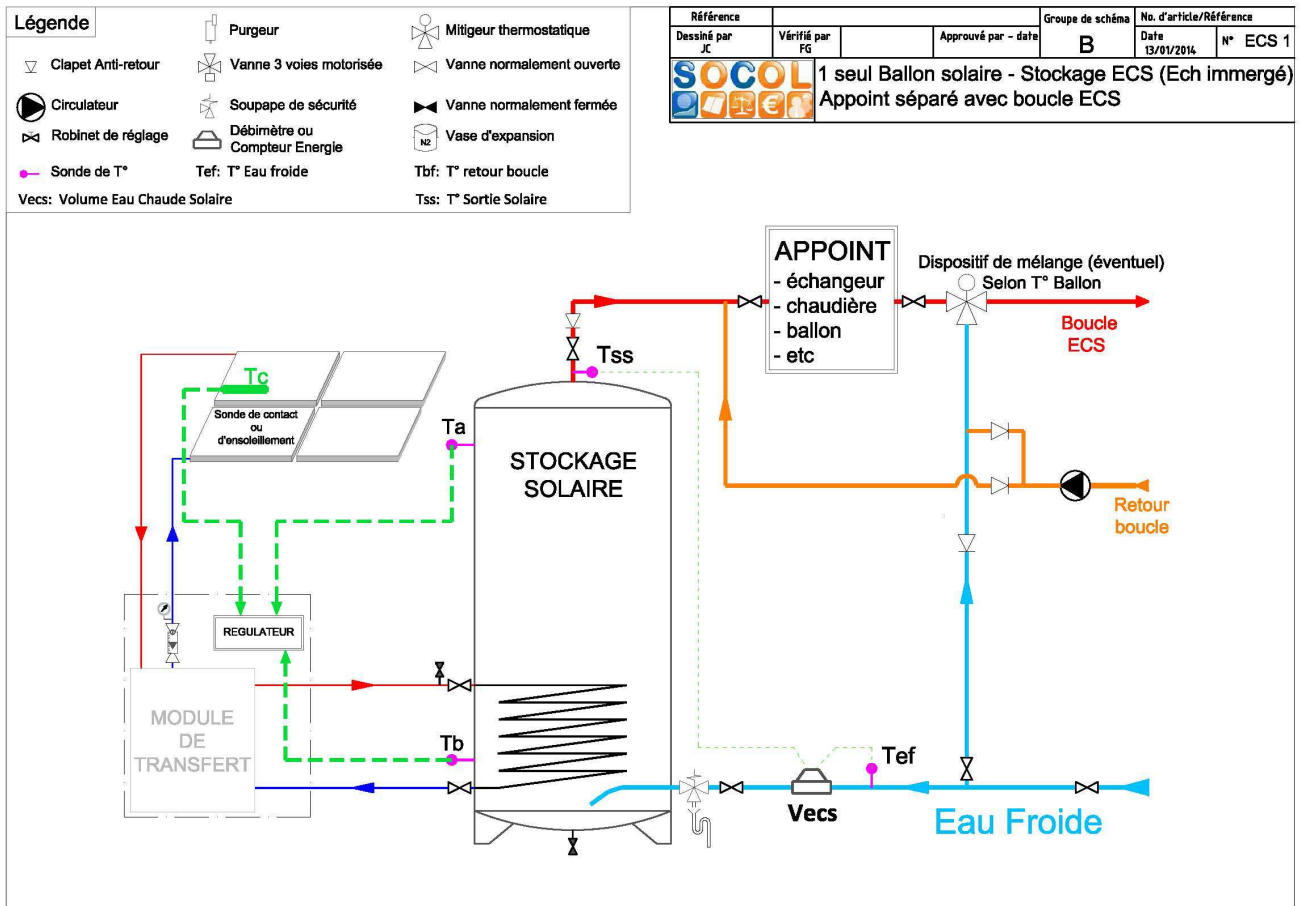 Légende
Purgeur
Mitigeur thermostatique
Clapet Anti-retour
Vanne 3 voies motorisée
Vanne normalement ouverte
Circulateur
Soupape de sécurité
Vanne normalement fermée
Robinet de réglage
Débimètre ou
Compteur Energie
N2
Vase d'expansion
Sonde de T°
Tef: T° Eau froide
Tbf: T° retour boucle
Vecs: Volume Eau Chaude Solaire
Tss: T° Sortie Solaire
Référence
Groupe de schéma
No. d'article/Référence
Dessiné par
JC
Vérifié par
FG
Approuvé par - date
B
Date
13/01/2014
N° ECS 1
SOCOL
1 seul Ballon solaire - Stockage ECS (Ech immergé)
Appoint séparé avec boucle ECS
APPOINT
- échangeur
- chaudière
- ballon
- etc
Dispositif de mélange (éventuel)
Selon T° Ballon
Boucle
ECS
Tss
Tc
Sonde de contact
ou
d'ensoleillement
Ta
STOCKAGE
SOLAIRE
Retour
boucle
REGULATEUR
MODULE
DE
TRANSFERT
Tb
Tef
Vecs
Eau Froide